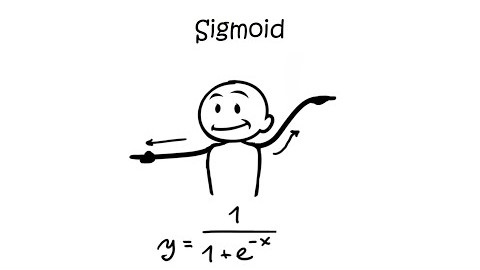 Sigmoid
y = 1 / (1 + e^-x)